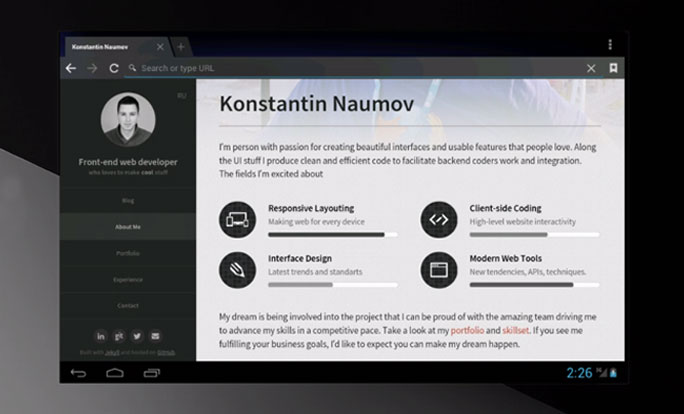 Konstantin Naumov
Search or type URL
RU
Front-end web developer
who loves to make cool stuff
Blog
About Me
Portfolio
Experience
Contact
Built with Jekyll and hosted on GitHub.
Konstantin Naumov
I'm person with passion for creating beautiful interfaces and usable features that people love. Along
the UI stuff I produce clean and efficient code to facilitate backend coders work and integration.
The fields I'm excited about
Responsive Layouting
Making web for every device
Client-side Coding
High-level website interactivity
Interface Design
Latest trends and standarts
Modern Web Tools
New tendencies, APIs, techniques.
My dream is being involved into the project that I can be proud of with the amazing team driving me
to advance my skills in a competitive pace. Take a look at my portfolio and skillset. If you see me
fulfilling your business goals, I'd like to expect you can make my dream happen.
2:26